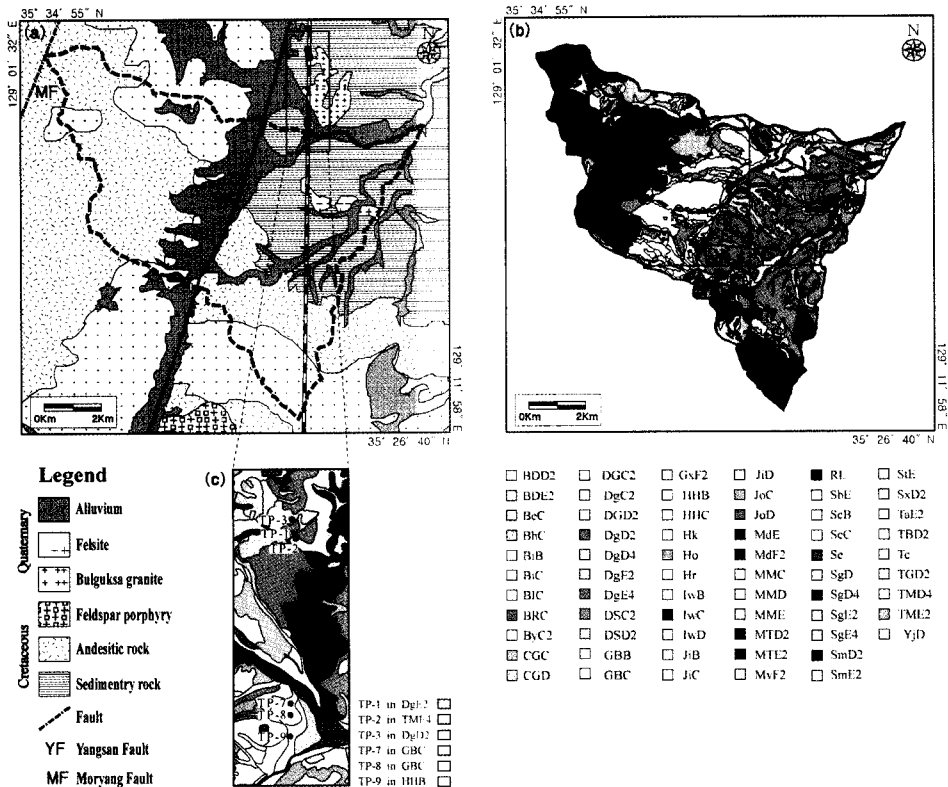 35° 34′ 55″ N
129° 01′ 32″ E
(a)
N
MF
0Km 2Km
129° 11′ 58″ E
35° 26′ 40″ N
35° 34′ 55″ N
129° 01′ 32″ E
(b)
N
0Km 2Km
129° 11′ 58″ E
35° 26′ 40″ N
Legend
Quaternary
Cretaceous
Alluvium
Felsite
Bulguksa granite
Feldspar porphyry
Andesitic rock
Sedimentry rock
Fault
YF Yangsan Fault
MF Moryang Fault
(c)
TP-3
TP-1
TP-2
TP-7
TP-8
TP-9
TP-1 in DgE2
TP-2 in TME4
TP-3 in DgD2
TP-7 in GBC
TP-8 in GBC
TP-9 in HHB
BDD2 DGC2 GxF2 JiD RL StE
BDE2 DgC2 HHB JoC SbE SxD2
BeC DGD2 HHC JoD ScB TaE2
BhC DgD2 Hk MdE SeC TBD2
BiB DgD4 Ho MdF2 Se Tc
BiC DgE2 Hr MMC SgD TGD2
BlC DgE4 IwB MMD SgD4 TMD4
BRC DSC2 IwC MME SgE2 TME2
ByC2 DSD2 IwD MTD2 SgE4 YjD
CGC GBB JiB MTE2 SmD2
CGD GBC JiC MvF2 SmE2